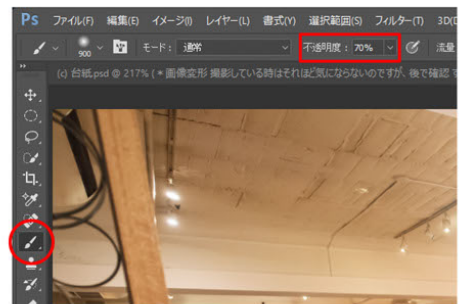 Ps ファイル(F) 編集(E) イメージ(I) レイヤー(L) 書式(Y) 選択範囲(S) フィルター(T) 3D(D
900 モード： 通常 不透明度： 70% 流量
(c) 台紙.psd @ 217% (＊画像変形 撮影している時はそれほど気にならないのですが、後で確認す